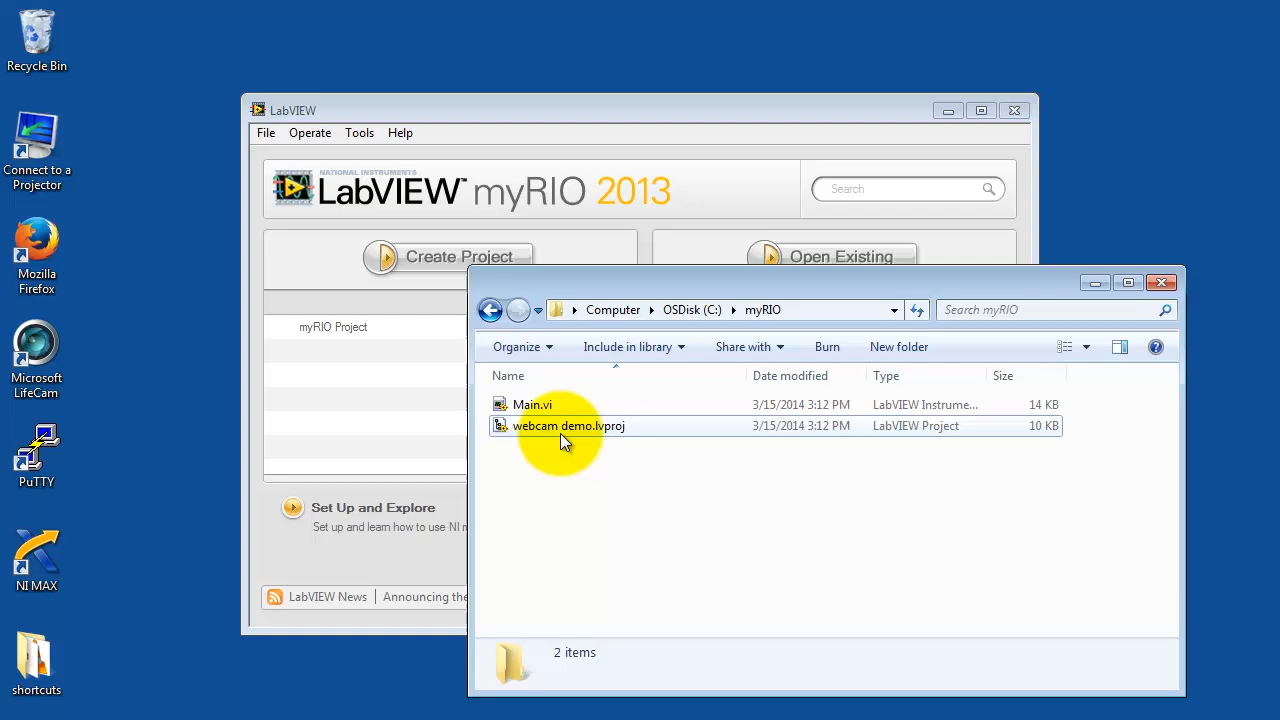 Recycle Bin
Connect to a
Projector
Mozilla
Firefox
Microsoft
LifeCam
PuTTY
NI MAX
shortcuts
LabVIEW
File Operate Tools Help
NATIONAL INSTRUMENTS
LabVIEW™ myRIO 2013
Search
Create Project
Open Existing
myRIO Project
Set Up and Explore
Set up and learn how to use NI
LabVIEW News
Announcing the
Computer OSDisk (C:) myRIO
Search myRIO
Organize Include in library Share with Burn New folder
Name Date modified Type Size
Main.vi 3/15/2014 3:12 PM LabVIEW Instrume... 14 KB
webcam demo.lvproj 3/15/2014 3:12 PM LabVIEW Project 10 KB
2 items